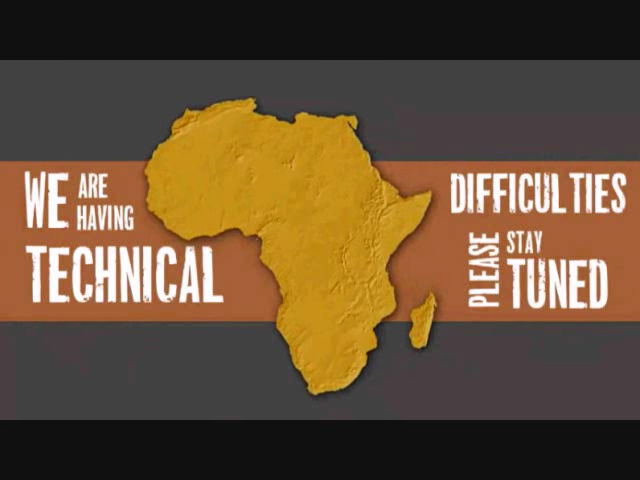 WE ARE HAVING
TECHNICAL
DIFFICULTIES
PLEASE STAY TUNED